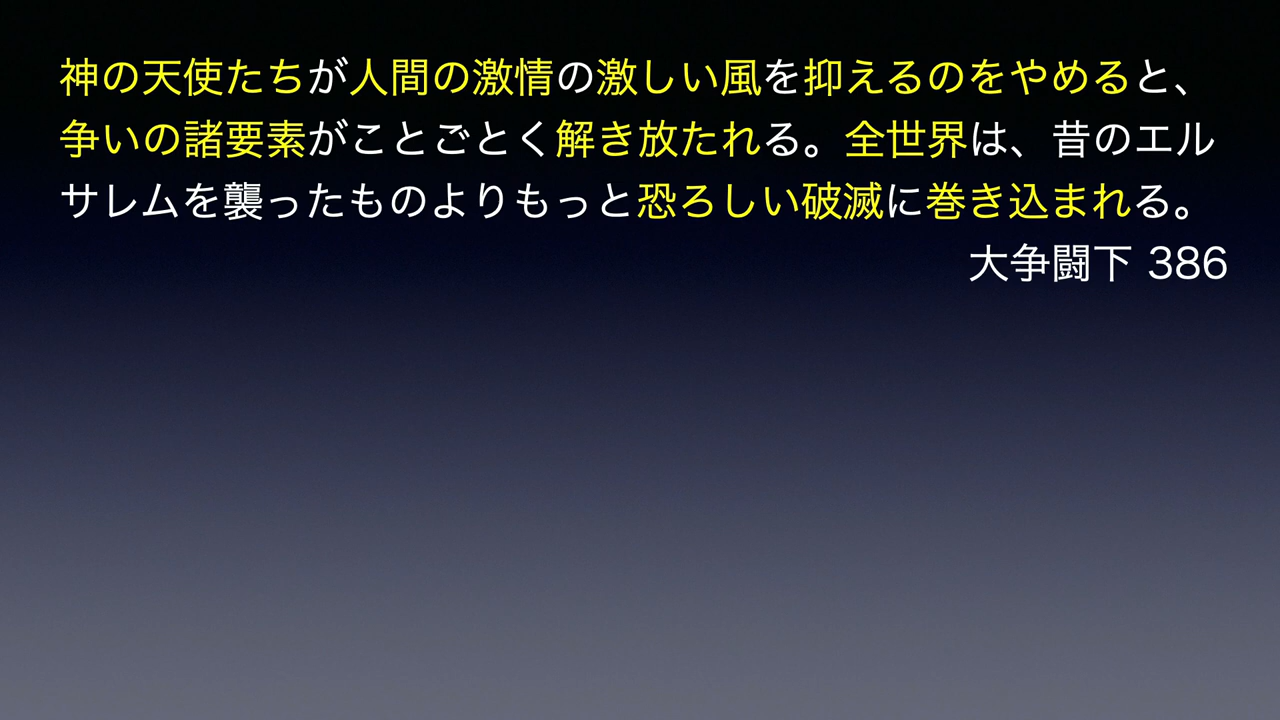 神の天使たちが人間の激情の激しい風を抑えるのをやめると、
争いの諸要素がことごとく解き放たれる。全世界は、昔のエル
サレムを襲ったものよりもっと恐ろしい破滅に巻き込まれる。
大争闘下 386